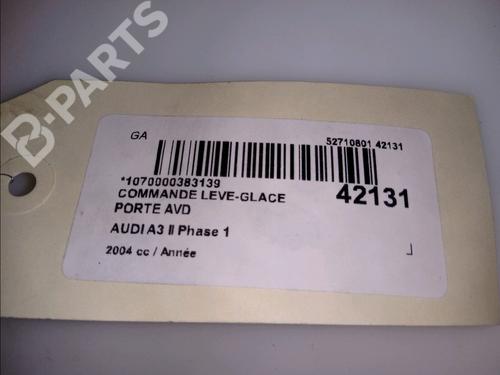 B-PARTS
GA
52710801 42131
*1070000383139
42131
COMMANDE LEVE-GLACE
PORTE AVD
AUDI A3 II Phase 1
2004 cc / Année